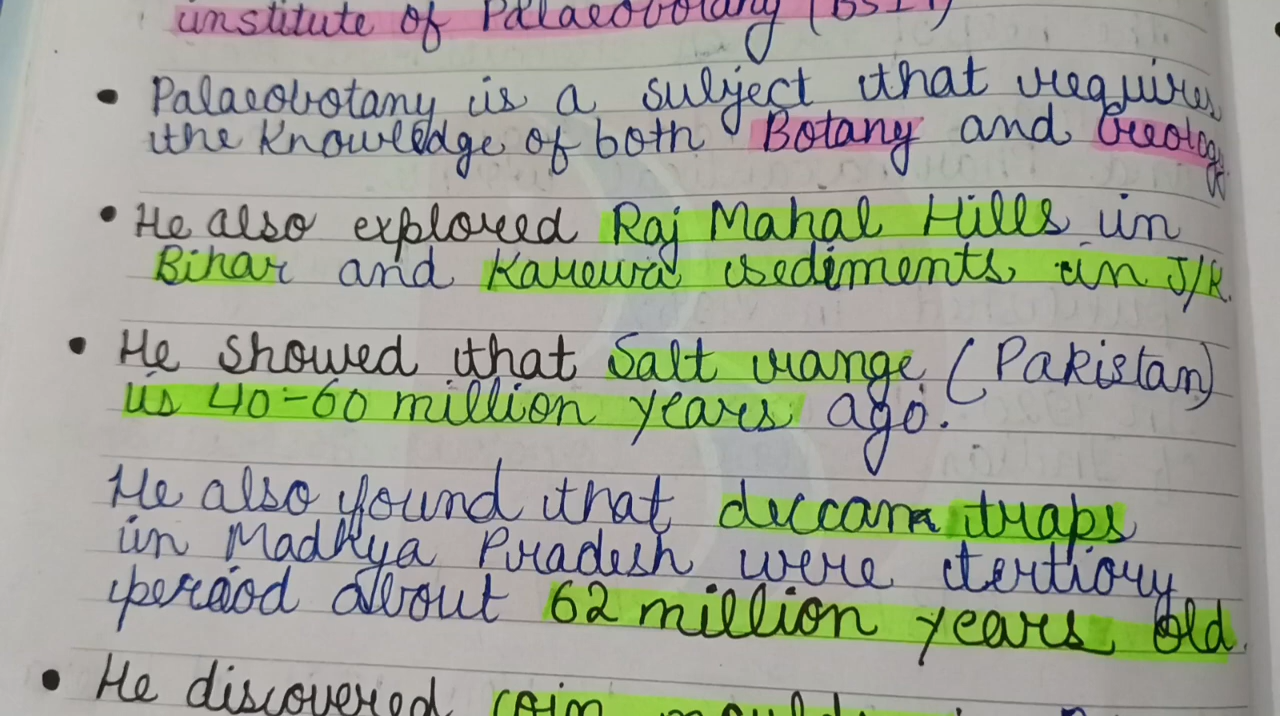 institute of Palaeobotany (BSIP)
• Palaeobotany is a subject that requires
the Knowledge of both Botany and Geology
• He also explored Raj Mahal Hills in
Bihar and Karewa sediments in J/K.
• He showed that Salt range (Pakistan)
is 40-60 million years ago.
He also found that deccan traps
in Madhya Pradesh were tertiory
period about 62 million years old.
• He discovered coin